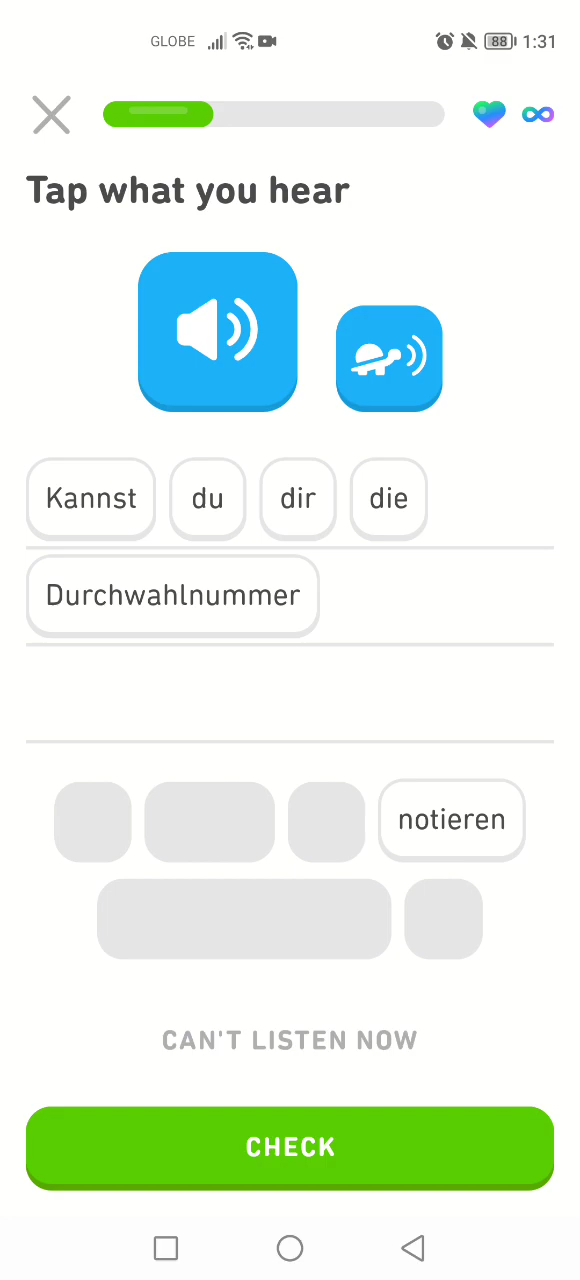 GLOBE 88 1:31
Tap what you hear
Kannst du dir die
Durchwahlnummer
notieren
CAN'T LISTEN NOW
CHECK